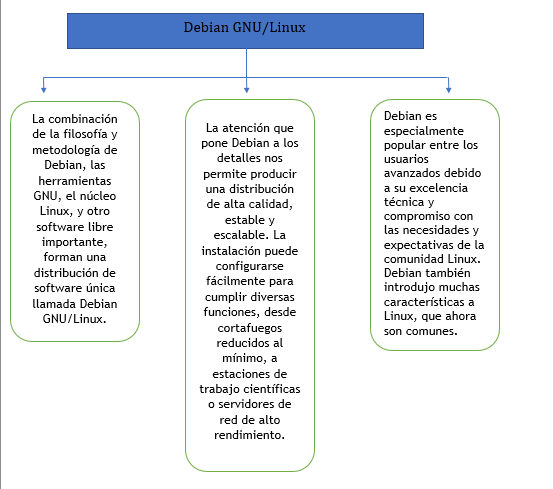 Debian GNU/Linux
La combinación
de la filosofía y
metodología de
Debian, las
herramientas
GNU, el núcleo
Linux, y otro
software libre
importante,
forman una
distribución de
software única
llamada Debian
GNU/Linux.
La atención que
pone Debian a los
detalles nos
permite producir
una distribución
de alta calidad,
estable y
escalable. La
instalación puede
configurarse
fácilmente para
cumplir diversas
funciones, desde
cortafuegos
reducidos al
mínimo, a
estaciones de
trabajo científicas
o servidores de
red de alto
rendimiento.
Debian es
especialmente
popular entre los
usuarios
avanzados debido
a su excelencia
técnica y
compromiso con
las necesidades y
expectativas de la
comunidad Linux.
Debian también
introdujo muchas
características a
Linux, que ahora
son comunes.